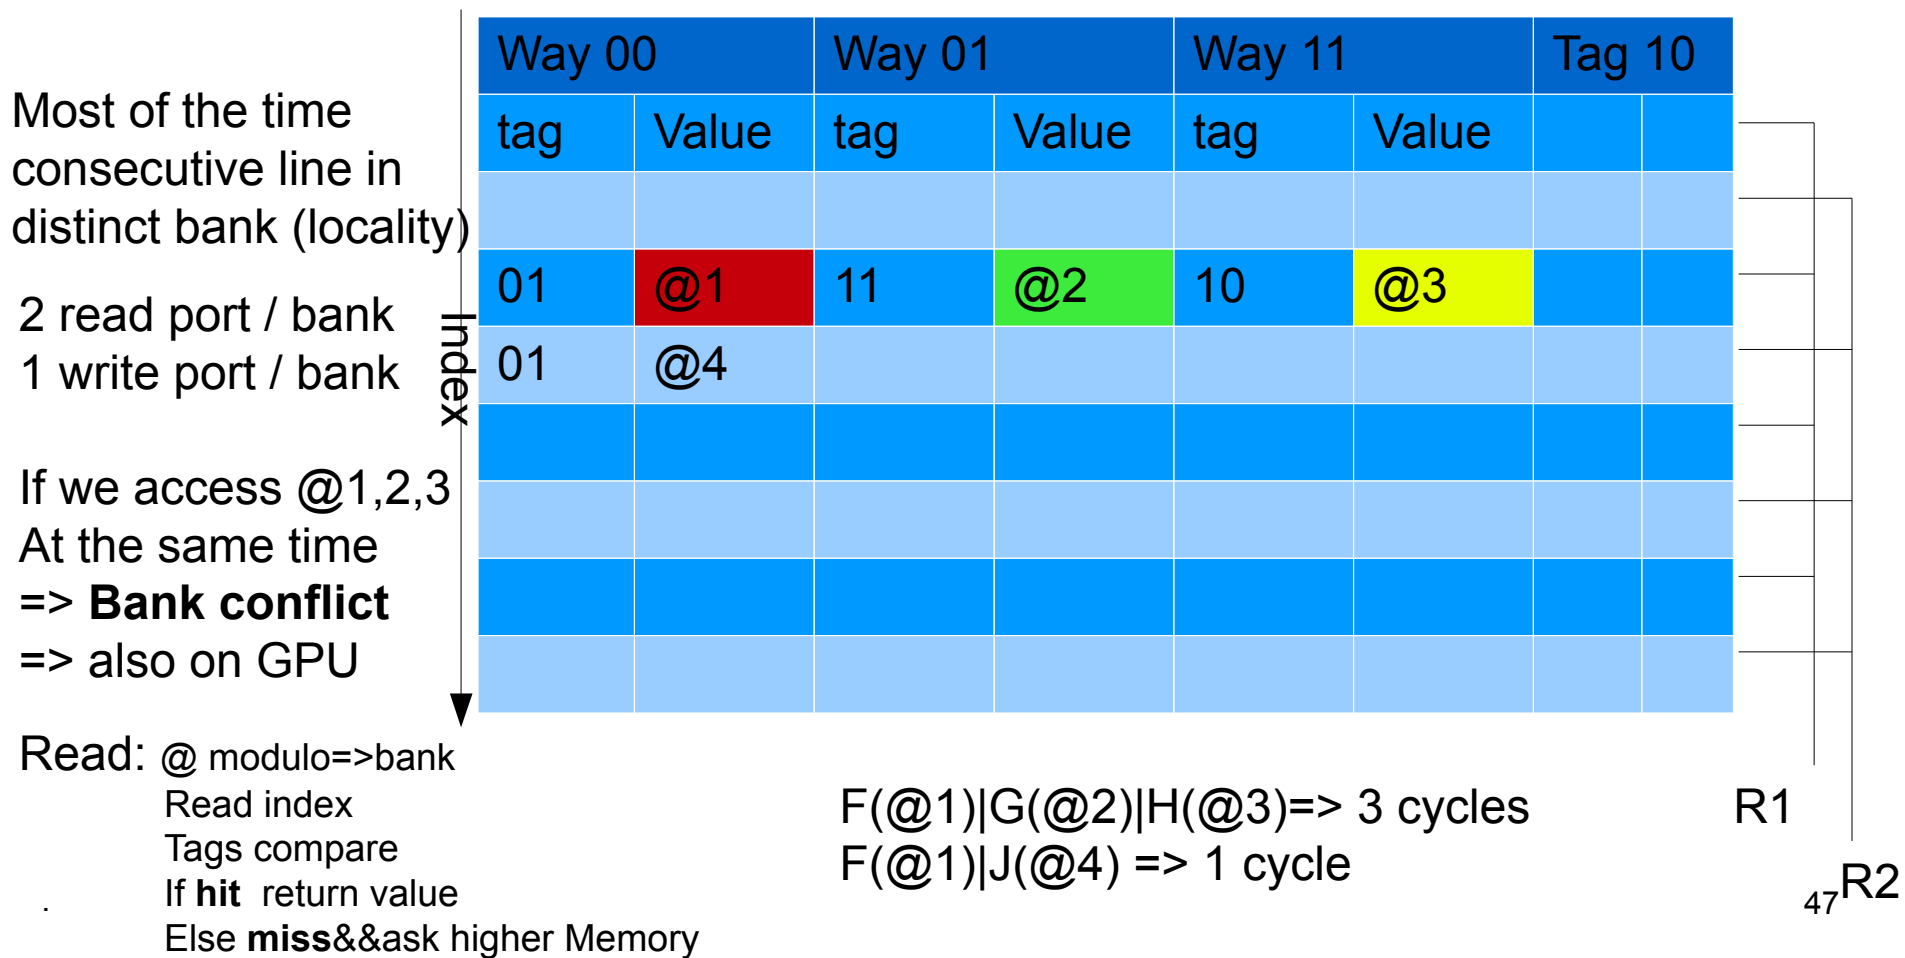 Way 00 Way 01 Way 11 Tag 10
tag Value tag Value tag Value
01 @1 11 @2 10 @3
01 @4
Index
Most of the time
consecutive line in
distinct bank (locality)
2 read port / bank
1 write port / bank
If we access @1,2,3
At the same time
=> Bank conflict
=> also on GPU
Read: @ modulo=>bank
Read index
Tags compare
If hit return value
Else miss&&ask higher Memory
F(@1)|G(@2)|H(@3)=> 3 cycles
F(@1)|J(@4) => 1 cycle
R1
R2
47
.